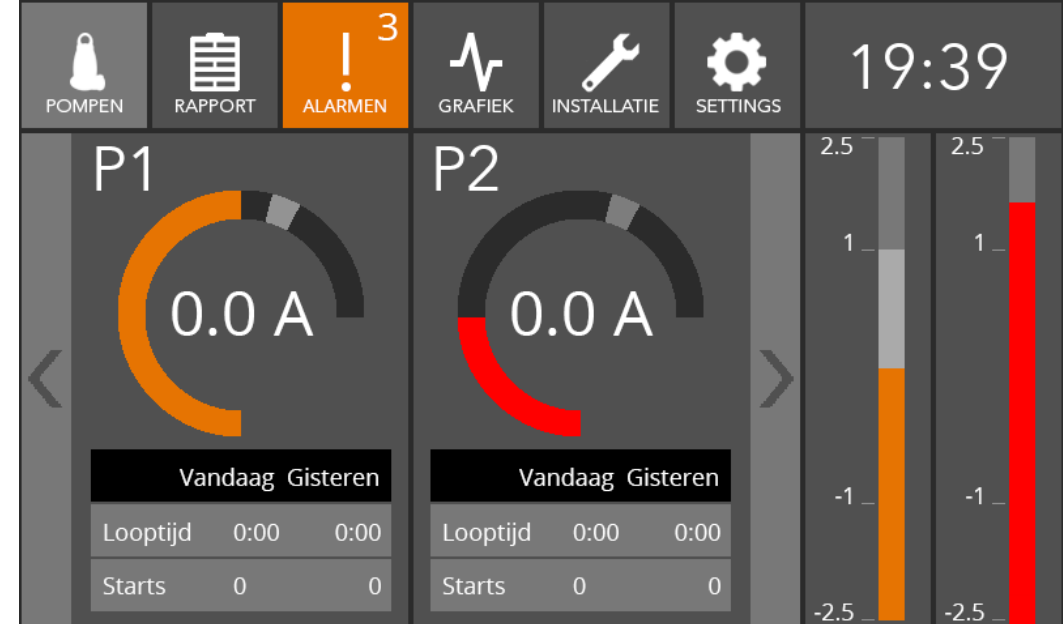 3
POMPEN RAPPORT ALARMEN GRAFIEK INSTALLATIE SETTINGS 19:39
P1
0.0 A
Vandaag Gisteren
Looptijd 0:00 0:00
Starts 0 0
P2
0.0 A
Vandaag Gisteren
Looptijd 0:00 0:00
Starts 0 0
2.5
1
-1
-2.5
2.5
1
-1
-2.5